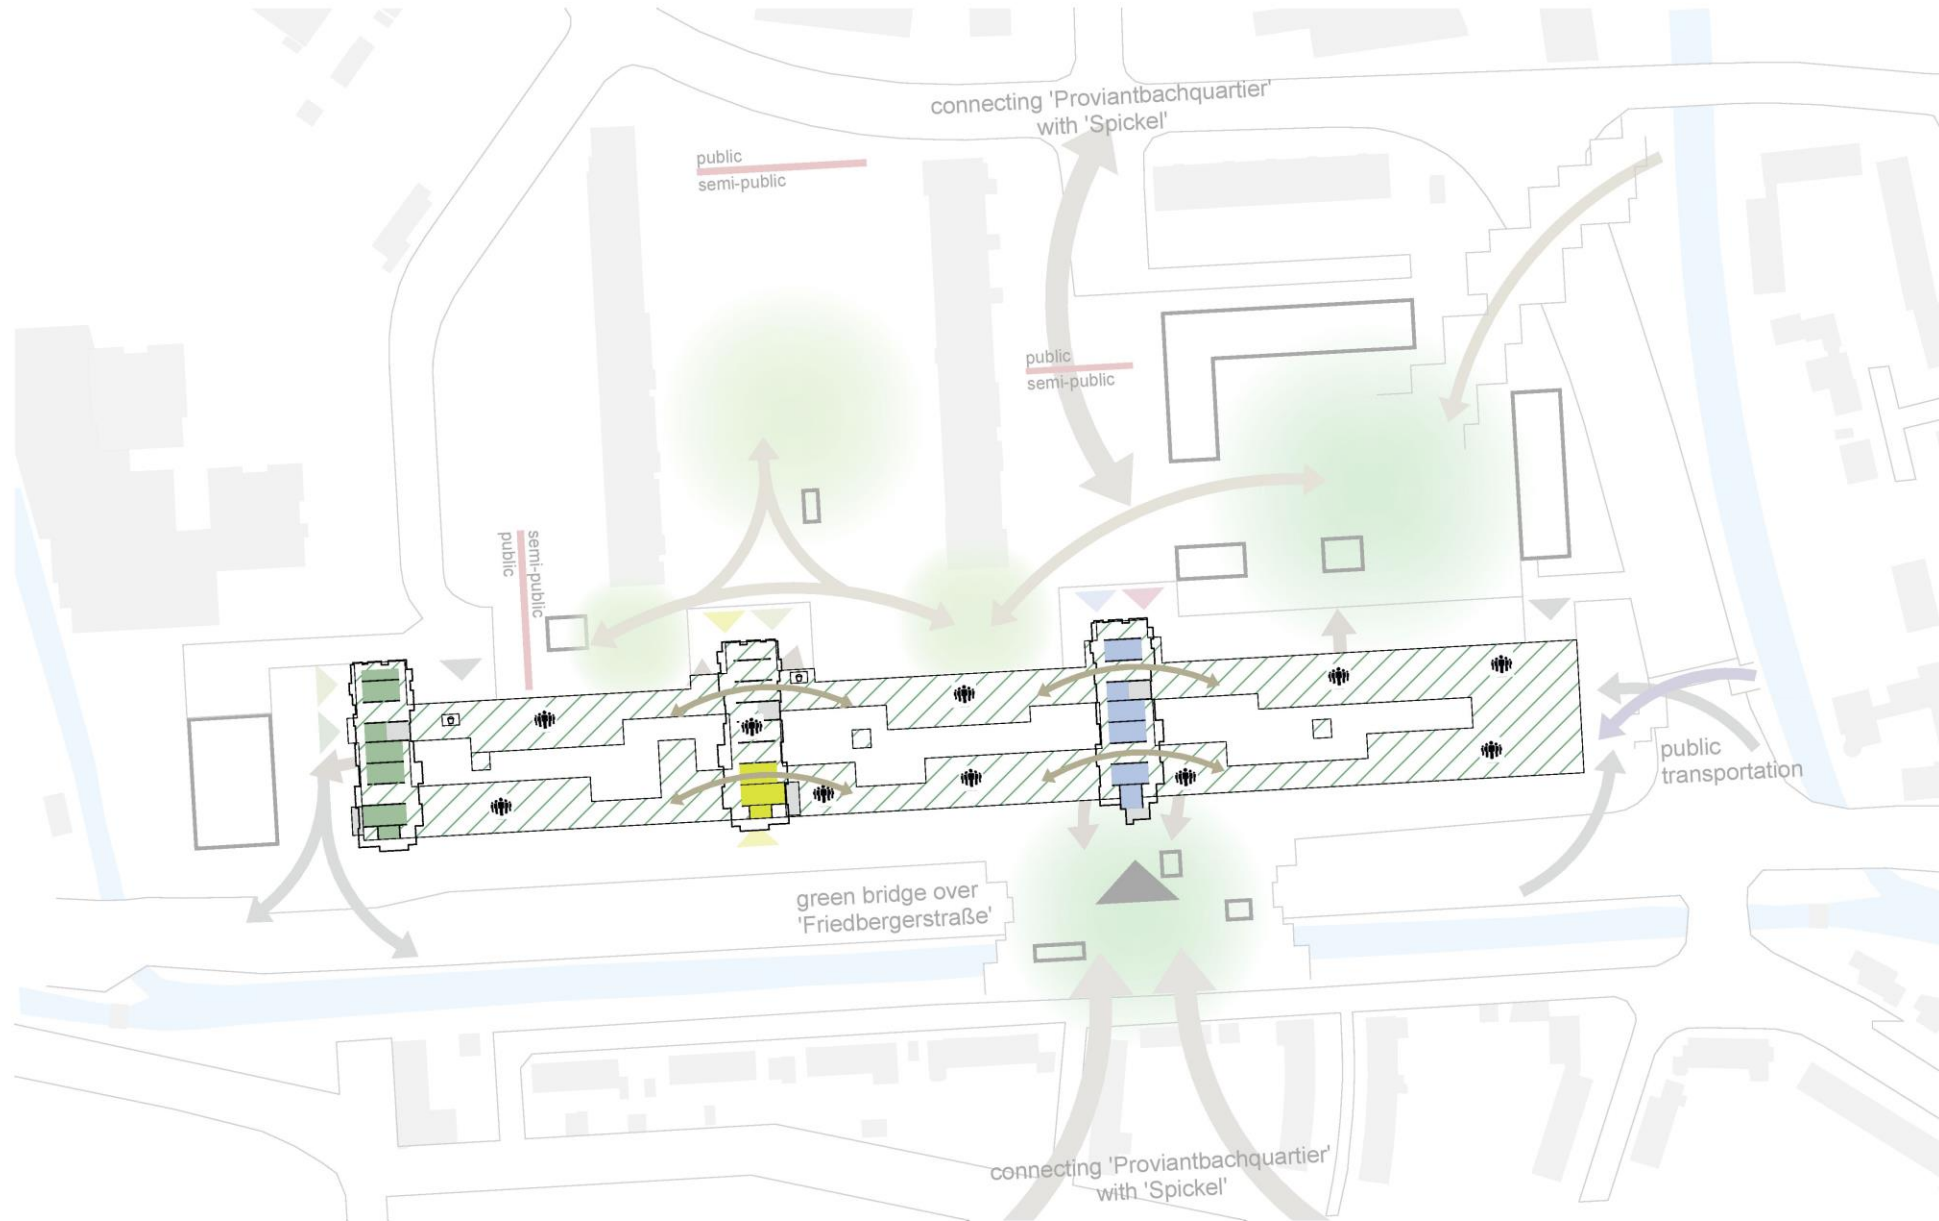 connecting 'Proviantbachquartier'
with 'Spickel'
public
semi-public
public
semi-public
semi-public
public
public
transportation
green bridge over
'Friedbergerstraße'
connecting 'Proviantbachquartier'
with 'Spickel'